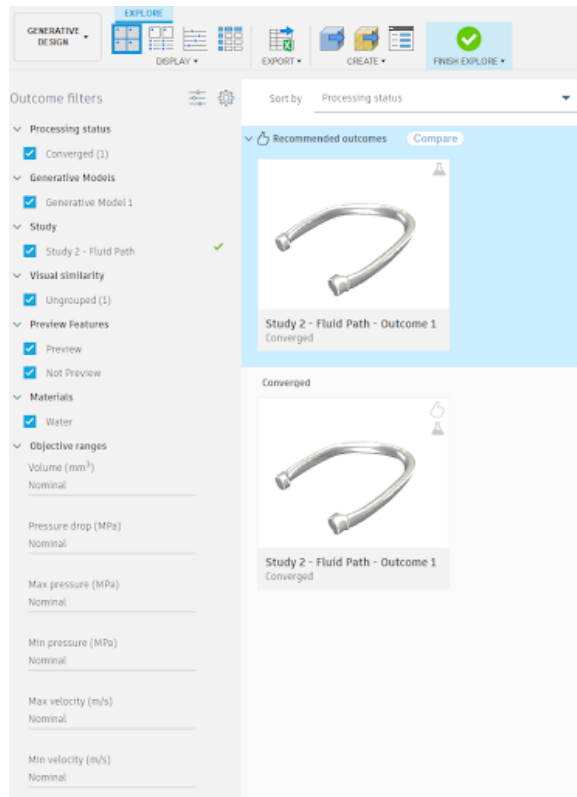 EXPLORE
GENERATIVE
DESIGN
DISPLAY
EXPORT
CREATE
FINISH EXPLORE
Outcome filters
Processing status
Converged (1)
Generative Models
Generative Model 1
Study
Study 2 - Fluid Path
Visual similarity
Ungrouped (1)
Preview Features
Preview
Not Preview
Materials
Water
Objective ranges
Volume (mm³)
Nominal
Pressure drop (MPa)
Nominal
Max pressure (MPa)
Nominal
Min pressure (MPa)
Nominal
Max velocity (m/s)
Nominal
Min velocity (m/s)
Nominal
Sort by Processing status
Recommended outcomes Compare
Study 2 - Fluid Path - Outcome 1
Converged
Converged
Study 2 - Fluid Path - Outcome 1
Converged